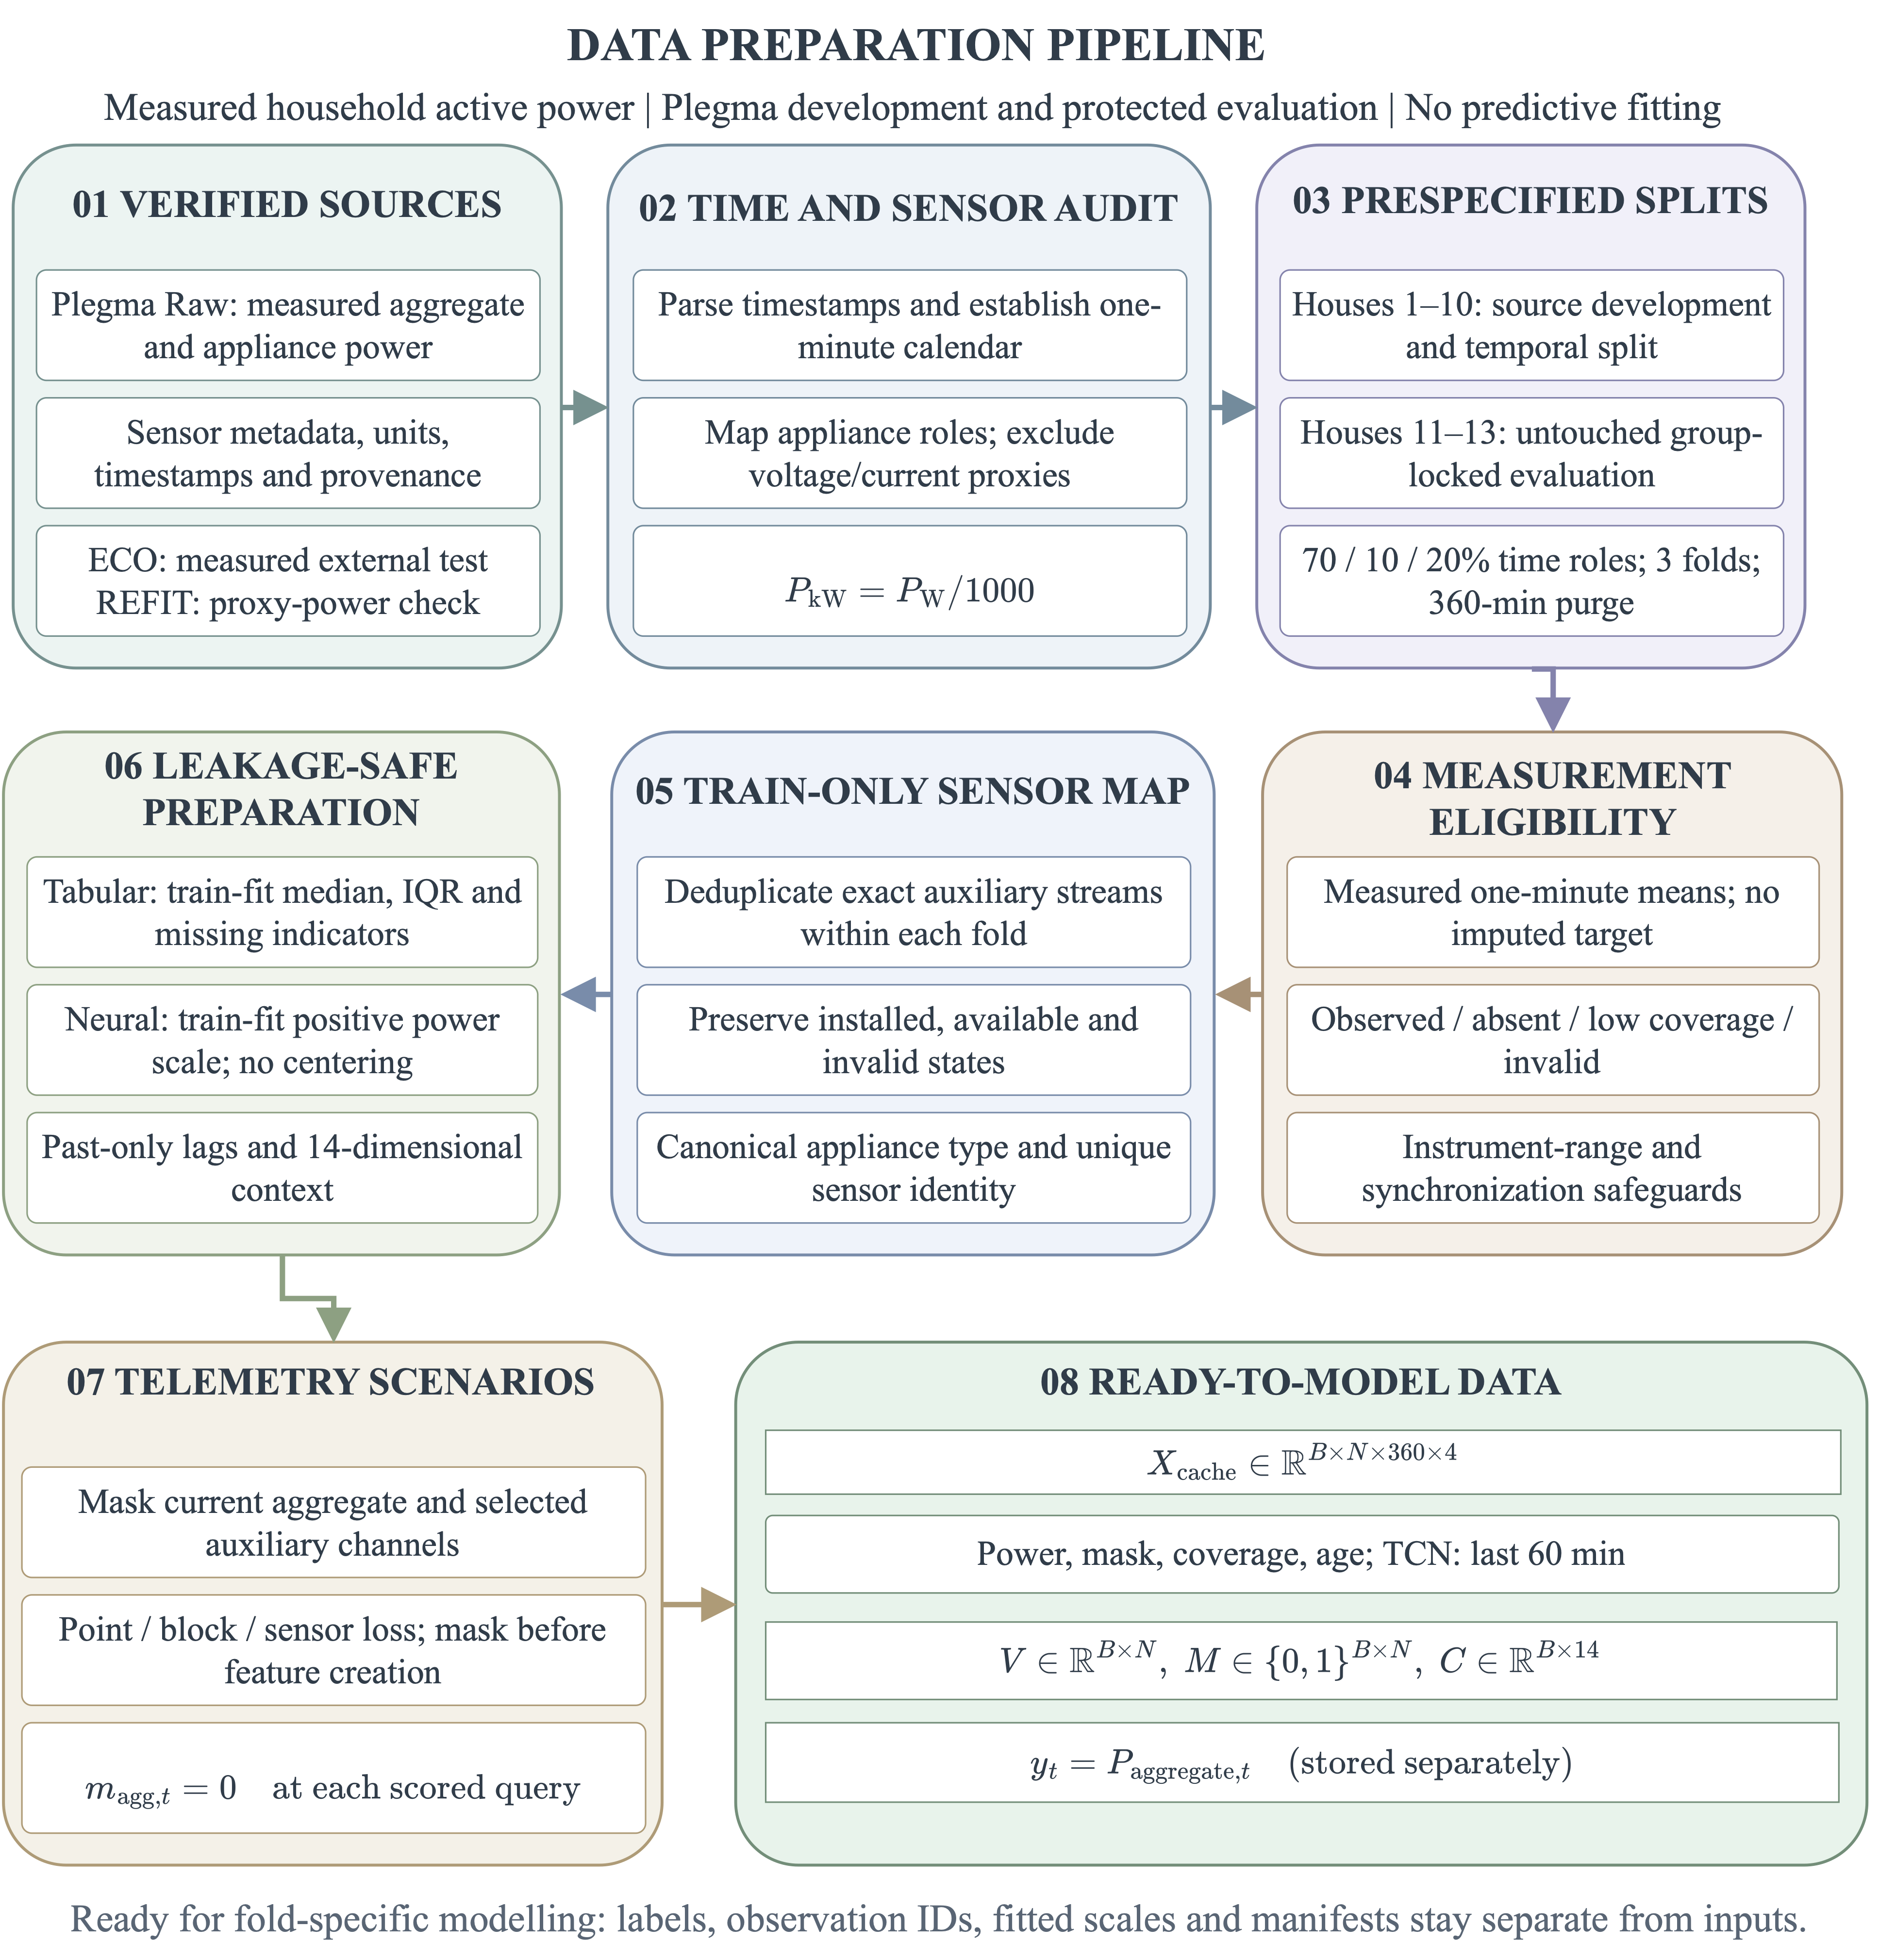 DATA PREPARATION PIPELINE
Measured household active power | Plegma development and protected evaluation | No predictive fitting
01 VERIFIED SOURCES
Plegma Raw: measured aggregate
and appliance power
Sensor metadata, units,
timestamps and provenance
ECO: measured external test
REFIT: proxy-power check
02 TIME AND SENSOR AUDIT
Parse timestamps and establish one-
minute calendar
Map appliance roles; exclude
voltage/current proxies
P_kW = P_W/1000
03 PRESPECIFIED SPLITS
Houses 1–10: source development
and temporal split
Houses 11–13: untouched group-
locked evaluation
70 / 10 / 20% time roles; 3 folds;
360-min purge
04 MEASUREMENT
ELIGIBILITY
Measured one-minute means; no
imputed target
Observed / absent / low coverage /
invalid
Instrument-range and
synchronization safeguards
05 TRAIN-ONLY SENSOR MAP
Deduplicate exact auxiliary streams
within each fold
Preserve installed, available and
invalid states
Canonical appliance type and unique
sensor identity
06 LEAKAGE-SAFE
PREPARATION
Tabular: train-fit median, IQR and
missing indicators
Neural: train-fit positive power
scale; no centering
Past-only lags and 14-dimensional
context
07 TELEMETRY SCENARIOS
Mask current aggregate and selected
auxiliary channels
Point / block / sensor loss; mask before
feature creation
m_agg,t = 0 at each scored query
08 READY-TO-MODEL DATA
X_cache ∈ ℝ^{B×N×360×4}
Power, mask, coverage, age; TCN: last 60 min
V ∈ ℝ^{B×N}, M ∈ {0, 1}^{B×N}, C ∈ ℝ^{B×14}
y_t = P_aggregate,t (stored separately)
Ready for fold-specific modelling: labels, observation IDs, fitted scales and manifests stay separate from inputs.